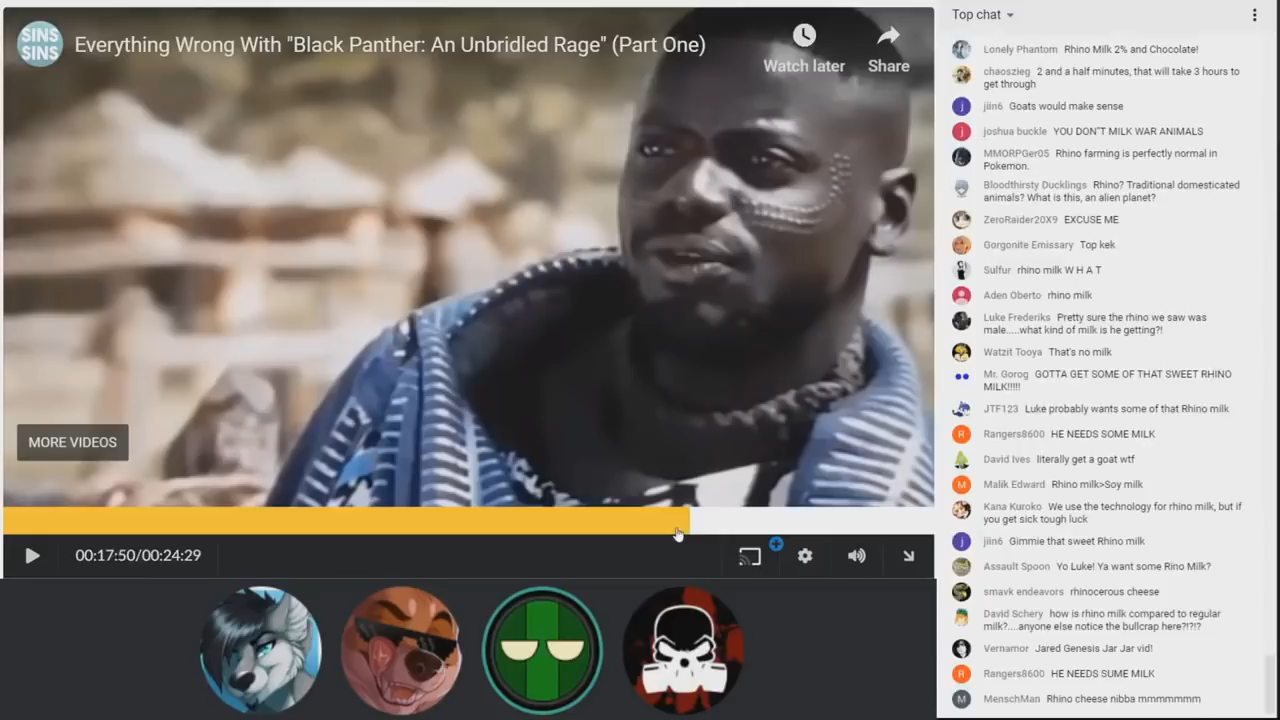 SINS
SINS
Everything Wrong With "Black Panther: An Unbridled Rage" (Part One)
Watch later
Share
MORE VIDEOS
00:17:50/00:24:29
Top chat
Lonely Phantom Rhino Milk 2% and Chocolate!
chaoszieg 2 and a half minutes, that will take 3 hours to
get through
j jiin6 Goats would make sense
j joshua buckle YOU DON'T MILK WAR ANIMALS
MMORPGer05 Rhino farming is perfectly normal in
Pokemon.
Bloodthirsty Ducklings Rhino? Traditional domesticated
animals? What is this, an alien planet?
ZeroRaider20X9 EXCUSE ME
Gorgonite Emissary Top kek
Sulfur rhino milk W H A T
Aden Oberto rhino milk
Luke Frederiks Pretty sure the rhino we saw was
male.....what kind of milk is he getting?!
Watzit Tooya That's no milk
Mr. Gorog GOTTA GET SOME OF THAT SWEET RHINO
MILK!!!!!
JTF123 Luke probably wants some of that Rhino milk
R Rangers8600 HE NEEDS SOME MILK
David Ives literally get a goat wtf
R Malik Edward Rhino milk>Soy milk
Kana Kuroko We use the technology for rhino milk, but if
you get sick tough luck
j jiin6 Gimmie that sweet Rhino milk
Assault Spoon Yo Luke! Ya want some Rino Milk?
smavk endeavors rhinocerous cheese
David Schery how is rhino milk compared to regular
milk?....anyone else notice the bullcrap here?!?!?
Vernamor Jared Genesis Jar Jar vid!
R Rangers8600 HE NEEDS SUME MILK
M MenschMan Rhino cheese nibba mmmmmmm